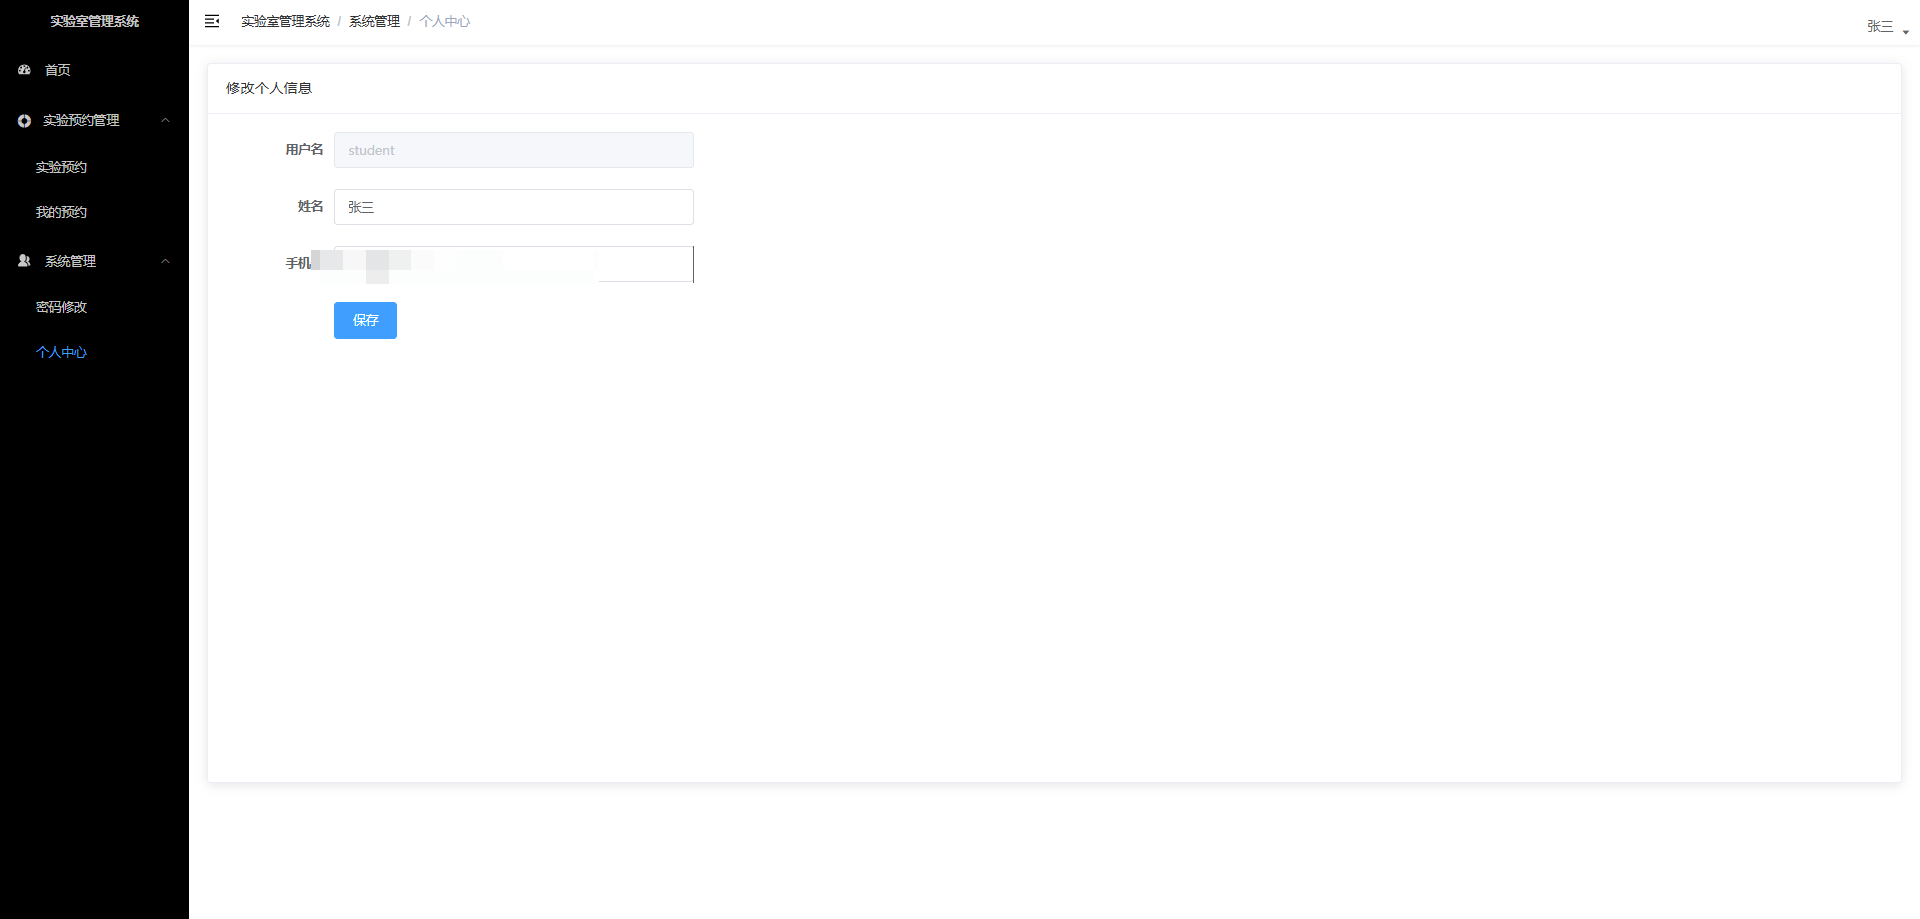 实验室管理系统
首页
实验预约管理
实验预约
我的预约
系统管理
密码修改
个人中心
实验室管理系统 / 系统管理 / 个人中心
张三
修改个人信息
用户名
student
姓名
张三
手机
保存